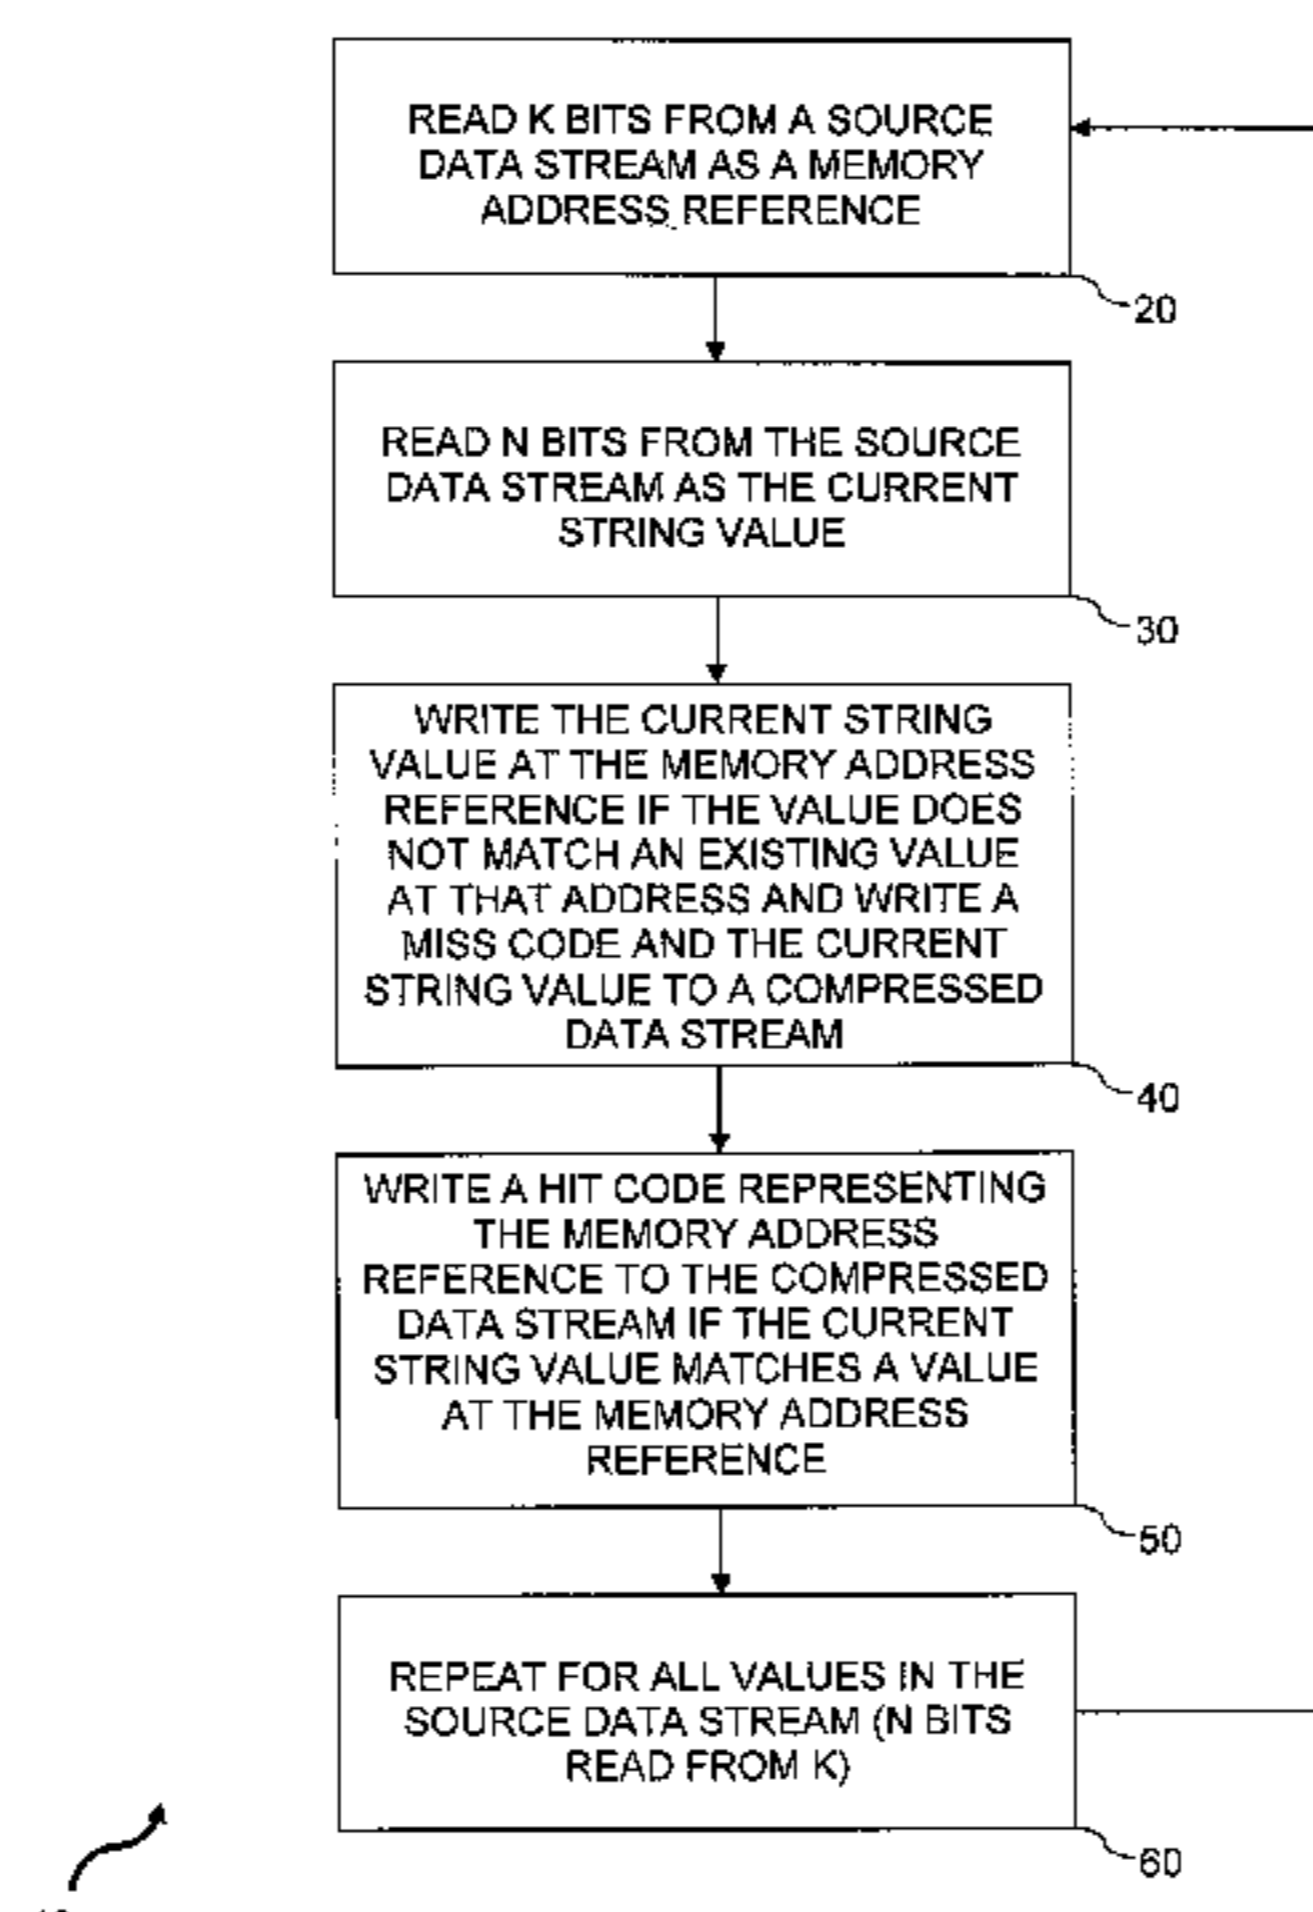 READ K BITS FROM A SOURCE
DATA STREAM AS A MEMORY
ADDRESS REFERENCE
20
READ N BITS FROM THE SOURCE
DATA STREAM AS THE CURRENT
STRING VALUE
30
WRITE THE CURRENT STRING
VALUE AT THE MEMORY ADDRESS
REFERENCE IF THE VALUE DOES
NOT MATCH AN EXISTING VALUE
AT THAT ADDRESS AND WRITE A
MISS CODE AND THE CURRENT
STRING VALUE TO A COMPRESSED
DATA STREAM
40
WRITE A HIT CODE REPRESENTING
THE MEMORY ADDRESS
REFERENCE TO THE COMPRESSED
DATA STREAM IF THE CURRENT
STRING VALUE MATCHES A VALUE
AT THE MEMORY ADDRESS
REFERENCE
50
REPEAT FOR ALL VALUES IN THE
SOURCE DATA STREAM (N BITS
READ FROM K)
60